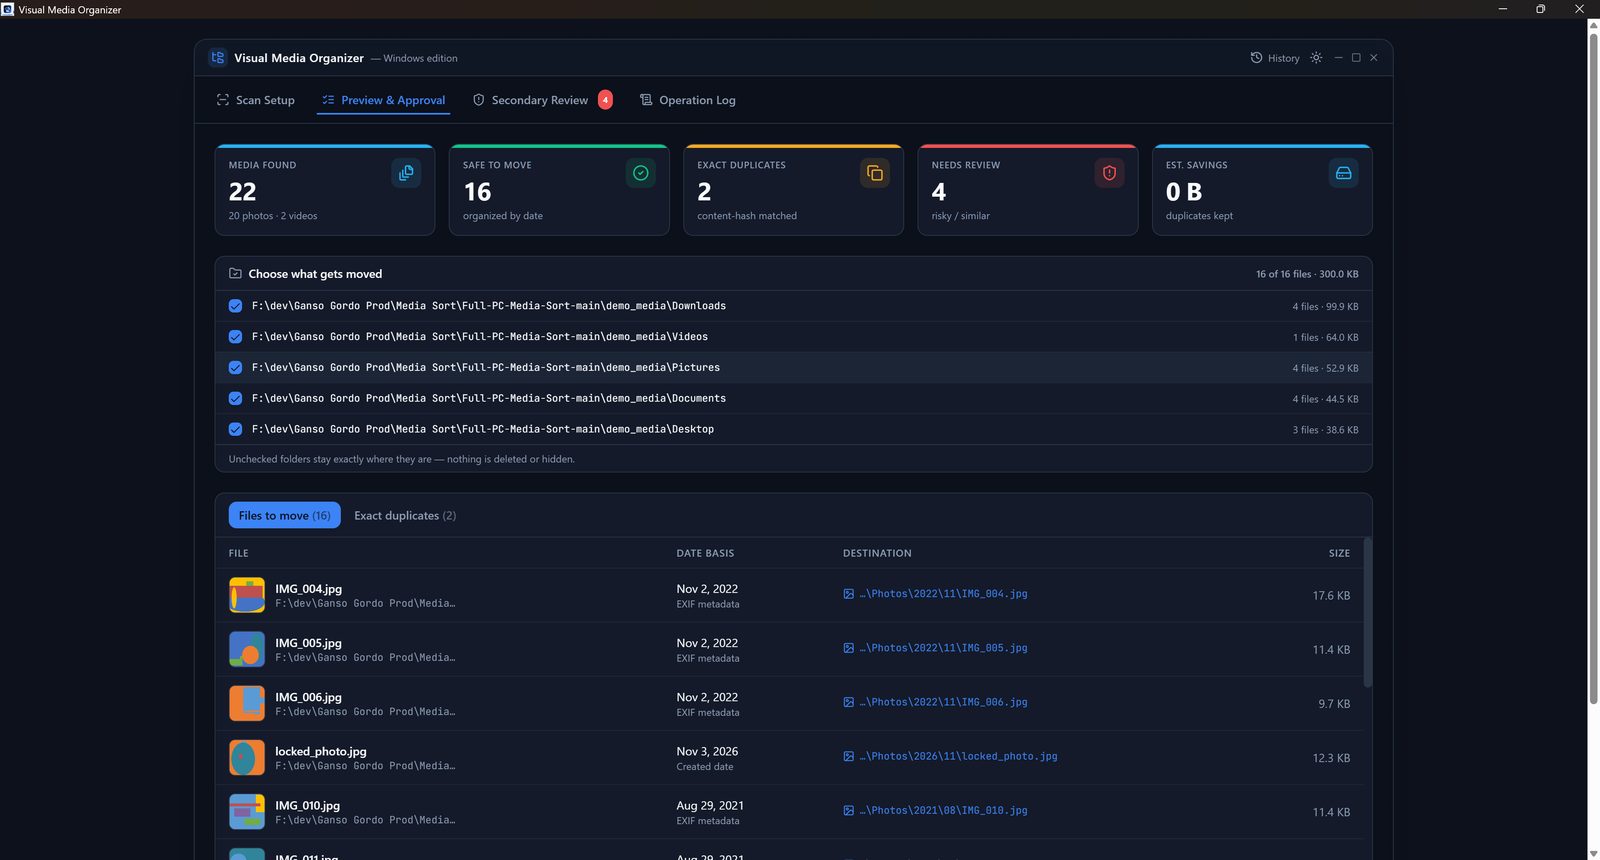 Visual Media Organizer
Visual Media Organizer — Windows edition
History
Scan Setup
Preview & Approval
Secondary Review 4
Operation Log
MEDIA FOUND
22
20 photos · 2 videos
SAFE TO MOVE
16
organized by date
EXACT DUPLICATES
2
content-hash matched
NEEDS REVIEW
4
risky / similar
EST. SAVINGS
0 B
duplicates kept
Choose what gets moved
16 of 16 files · 300.0 KB
F:\dev\Ganso Gordo Prod\Media Sort\Full-PC-Media-Sort-main\demo_media\Downloads
4 files · 99.9 KB
F:\dev\Ganso Gordo Prod\Media Sort\Full-PC-Media-Sort-main\demo_media\Videos
1 files · 64.0 KB
F:\dev\Ganso Gordo Prod\Media Sort\Full-PC-Media-Sort-main\demo_media\Pictures
4 files · 52.9 KB
F:\dev\Ganso Gordo Prod\Media Sort\Full-PC-Media-Sort-main\demo_media\Documents
4 files · 44.5 KB
F:\dev\Ganso Gordo Prod\Media Sort\Full-PC-Media-Sort-main\demo_media\Desktop
3 files · 38.6 KB
Unchecked folders stay exactly where they are — nothing is deleted or hidden.
Files to move (16)
Exact duplicates (2)
FILE DATE BASIS DESTINATION SIZE
IMG_004.jpg
F:\dev\Ganso Gordo Prod\Media…
Nov 2, 2022
EXIF metadata
…\Photos\2022\11\IMG_004.jpg
17.6 KB
IMG_005.jpg
F:\dev\Ganso Gordo Prod\Media…
Nov 2, 2022
EXIF metadata
…\Photos\2022\11\IMG_005.jpg
11.4 KB
IMG_006.jpg
F:\dev\Ganso Gordo Prod\Media…
Nov 2, 2022
EXIF metadata
…\Photos\2022\11\IMG_006.jpg
9.7 KB
locked_photo.jpg
F:\dev\Ganso Gordo Prod\Media…
Nov 3, 2026
Created date
…\Photos\2026\11\locked_photo.jpg
12.3 KB
IMG_010.jpg
F:\dev\Ganso Gordo Prod\Media…
Aug 29, 2021
EXIF metadata
…\Photos\2021\08\IMG_010.jpg
11.4 KB
IMG_011.jpg
Aug 29, 2021